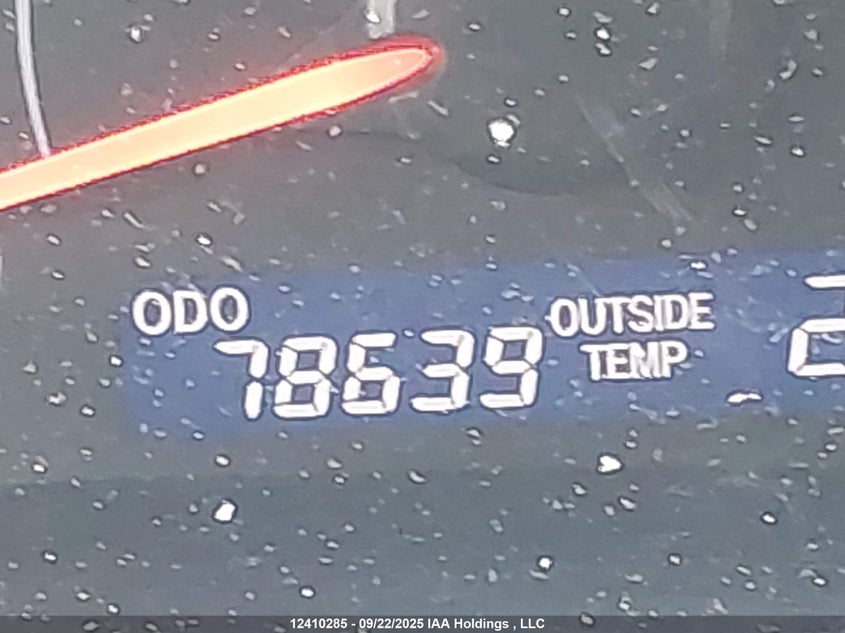 ODO
78639
OUTSIDE
TEMP
12410285 - 09/22/2025 IAA Holdings , LLC